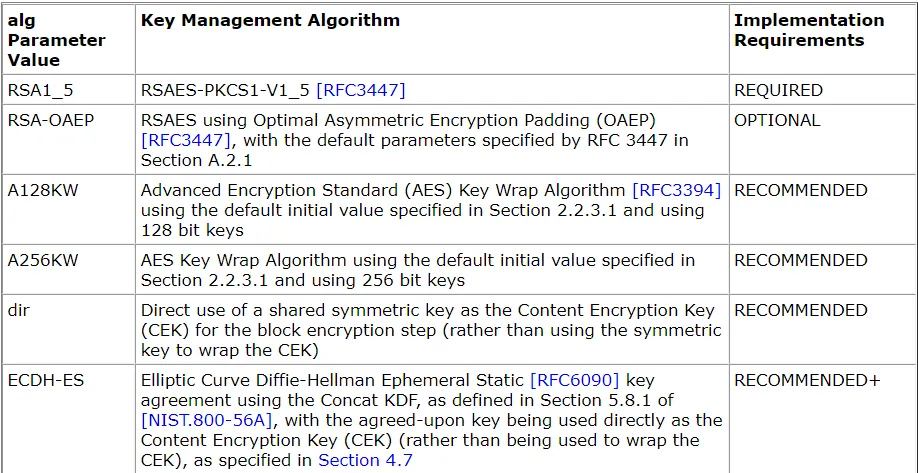 alg Parameter Value
Key Management Algorithm
Implementation Requirements
RSA1_5
RSAES-PKCS1-V1_5 [RFC3447]
REQUIRED
RSA-OAEP
RSAES using Optimal Asymmetric Encryption Padding (OAEP)
[RFC3447], with the default parameters specified by RFC 3447 in
Section A.2.1
OPTIONAL
A128KW
Advanced Encryption Standard (AES) Key Wrap Algorithm [RFC3394]
using the default initial value specified in Section 2.2.3.1 and using
128 bit keys
RECOMMENDED
A256KW
AES Key Wrap Algorithm using the default initial value specified in
Section 2.2.3.1 and using 256 bit keys
RECOMMENDED
dir
Direct use of a shared symmetric key as the Content Encryption Key
(CEK) for the block encryption step (rather than using the symmetric
key to wrap the CEK)
RECOMMENDED
ECDH-ES
Elliptic Curve Diffie-Hellman Ephemeral Static [RFC6090] key
agreement using the Concat KDF, as defined in Section 5.8.1 of
[NIST.800-56A], with the agreed-upon key being used directly as the
Content Encryption Key (CEK) (rather than being used to wrap the
CEK), as specified in Section 4.7
RECOMMENDED+